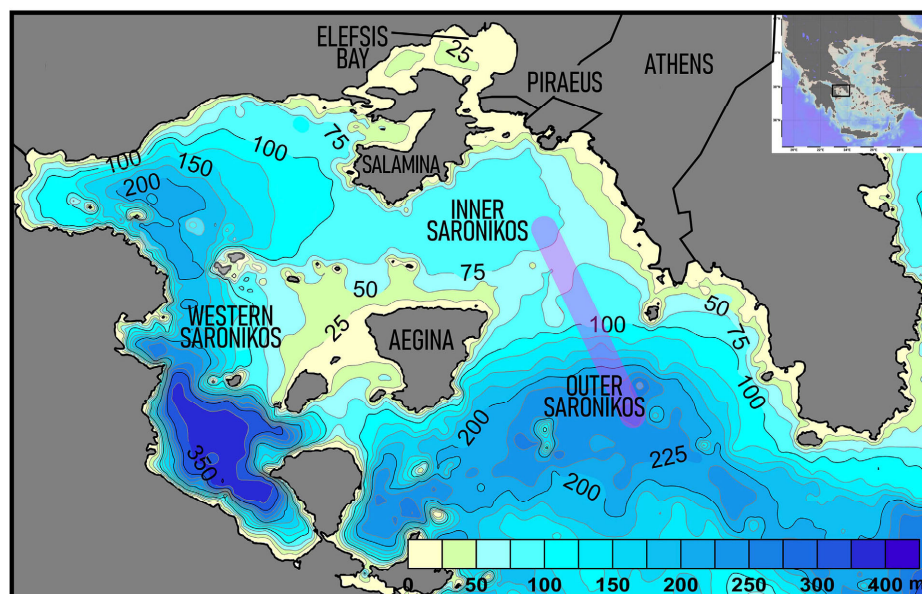 ELEFSIS
BAY
25
PIRAEUS
ATHENS
75
100
100
150
200
SALAMINA
INNER
SARONIKOS
75
50
50
75
100
WESTERN
SARONIKOS
25
AEGINA
100
OUTER
SARONIKOS
200
350
225
200
0 50 100 150 200 250 300 400 m